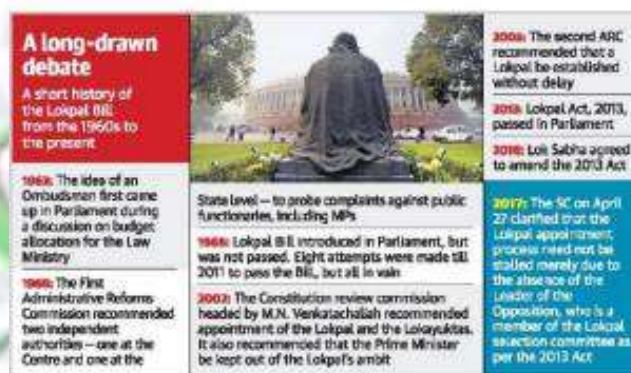 A long-drawn
debate
A short history of
the Lokpal Bill
from the 1960s to
the present
1963: The idea of an
Ombudsman first came
up in Parliament during
a discussion on budget
allocation for the Law
Ministry
1966: The First
Administrative Reforms
Commission recommended
two independent
authorities — one at the
Centre and one at the
State level — to probe complaints against public
functionaries, including MPs
1968: Lokpal Bill introduced in Parliament, but
was not passed. Eight attempts were made till
2011 to pass the Bill, but all in vain
2002: The Constitution review commission
headed by M.N. Venkatachaliah recommended
appointment of the Lokpal and the Lokayuktas.
It also recommended that the Prime Minister
be kept out of the Lokpal's ambit
The second ARC
recommended that a
Lokpal be established
without delay
2013: Lokpal Act, 2013,
passed in Parliament
2016: Lok Sabha agreed
to amend the 2013 Act
2017: The SC on April
27 clarified that the
Lokpal appointment
process need not be
stalled merely due to
the absence of the
Leader of the
Opposition, who is a
member of the Lokpal
selection committee as
per the 2013 Act